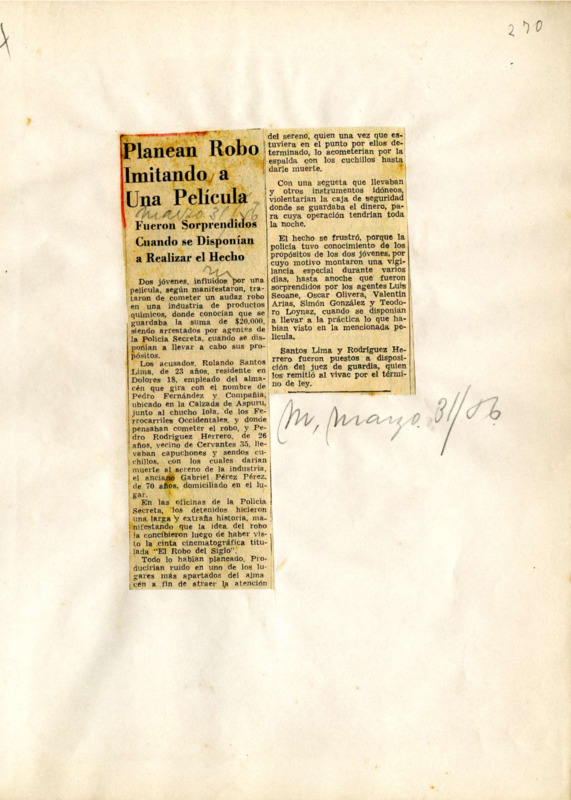 270
Planean Robo
Imitando a
Una Película
marzo 31/56
Fueron Sorprendidos
Cuando se Disponían
a Realizar el Hecho
Dos jóvenes, influídos por una
película, según manifestaron, tra-
taron de cometer un audaz robo
en una industria de productos
químicos, donde conocían que se
guardaba la suma de $20,000,
siendo arrestados por agentes de
la Policía Secreta, cuando se dis-
ponían a llevar a cabo sus pro-
pósitos.
Los acusados, Rolando Santos
Lima, de 23 años, residente en
Dolores 18, empleado del alma-
cén que gira con el nombre de
Pedro Fernández y Compañía,
ubicado en la Calzada de Aspuru,
junto al chucho Iola, de los Fe-
rrocarriles Occidentales, y donde
pensaban cometer el robo, y Pe-
dro Rodríguez Herrero, de 26
años, vecino de Cervantes 35, lle-
vaban capuchones y sendos cu-
chillos, con los cuales darían
muerte al sereno de la industria,
el anciano Gabriel Pérez Pérez,
de 70 años, domiciliado en el lu-
gar.
En las oficinas de la Policía
Secreta, los detenidos hicieron
una larga y extraña historia, ma-
nifestando que la idea del robo
la concibieron luego de haber vis-
to la cinta cinematográfica titu-
lada "El Robo del Siglo".
Todo lo habían planeado. Pro-
ducirían ruido en uno de los lu-
gares más apartados del alma-
cén a fin de atraer la atención
del sereno, quien una vez que es-
tuviera en el punto por ellos de-
terminado, lo acometerían por la
espalda con los cuchillos hasta
darle muerte.
Con una segueta que llevaban
y otros instrumentos idóneos,
violentarían la caja de seguridad
donde se guardaba el dinero, pa-
ra cuya operación tendrían toda
la noche.
El hecho se frustró, porque la
policía tuvo conocimiento de los
propósitos de los dos jóvenes, por
cuyo motivo montaron una vigi-
lancia especial durante varios
días, hasta anoche que fueron
sorprendidos por los agentes Luis
Seoane, Oscar Olivera, Valentín
Arias, Simón González y Teodo-
ro Loynaz, cuando se disponían
a llevar a la práctica lo que ha-
bían visto en la mencionada pe-
lícula.
Santos Lima y Rodríguez He-
rrero fueron puestos a disposi-
ción del juez de guardia, quien
los remitió al vivac por el térmi-
no de ley.
M, marzo 31/56